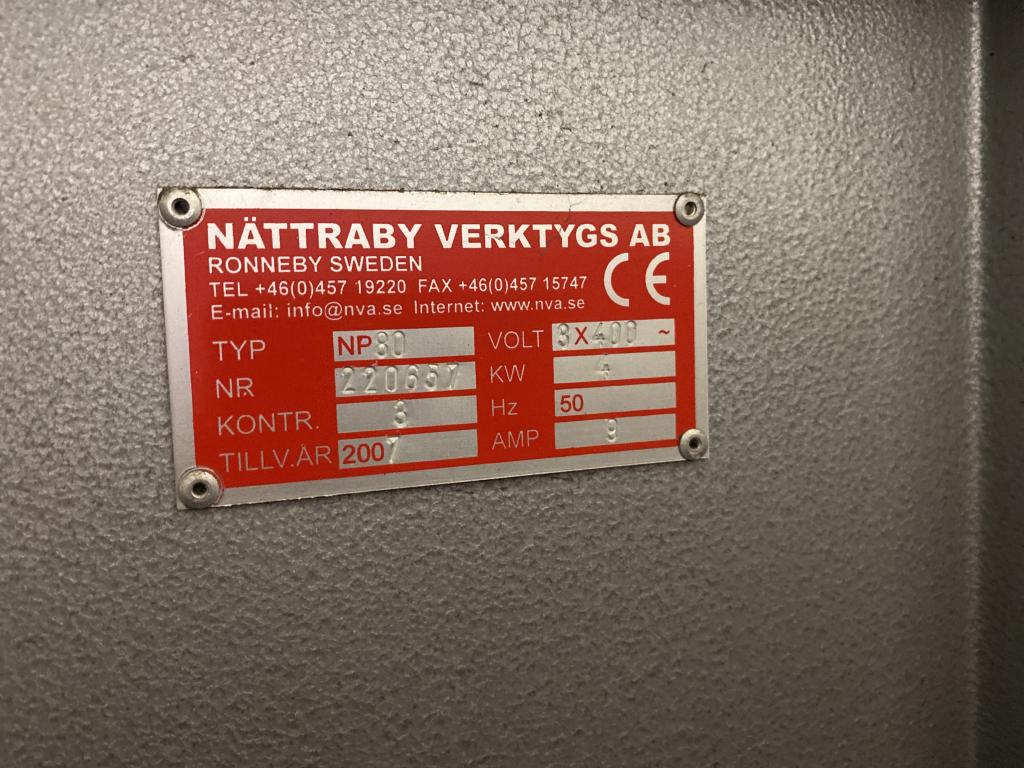 NÄTTRABY VERKTYGS AB
RONNEBY SWEDEN
TEL +46(0)457 19220 FAX +46(0)457 15747
E-mail: info@nva.se Internet: www.nva.se
CE
TYP NP80 VOLT 3X400 ~
NR 220657 KW 4
KONTR. 3 Hz 50
TILLV.ÅR 2007 AMP 9